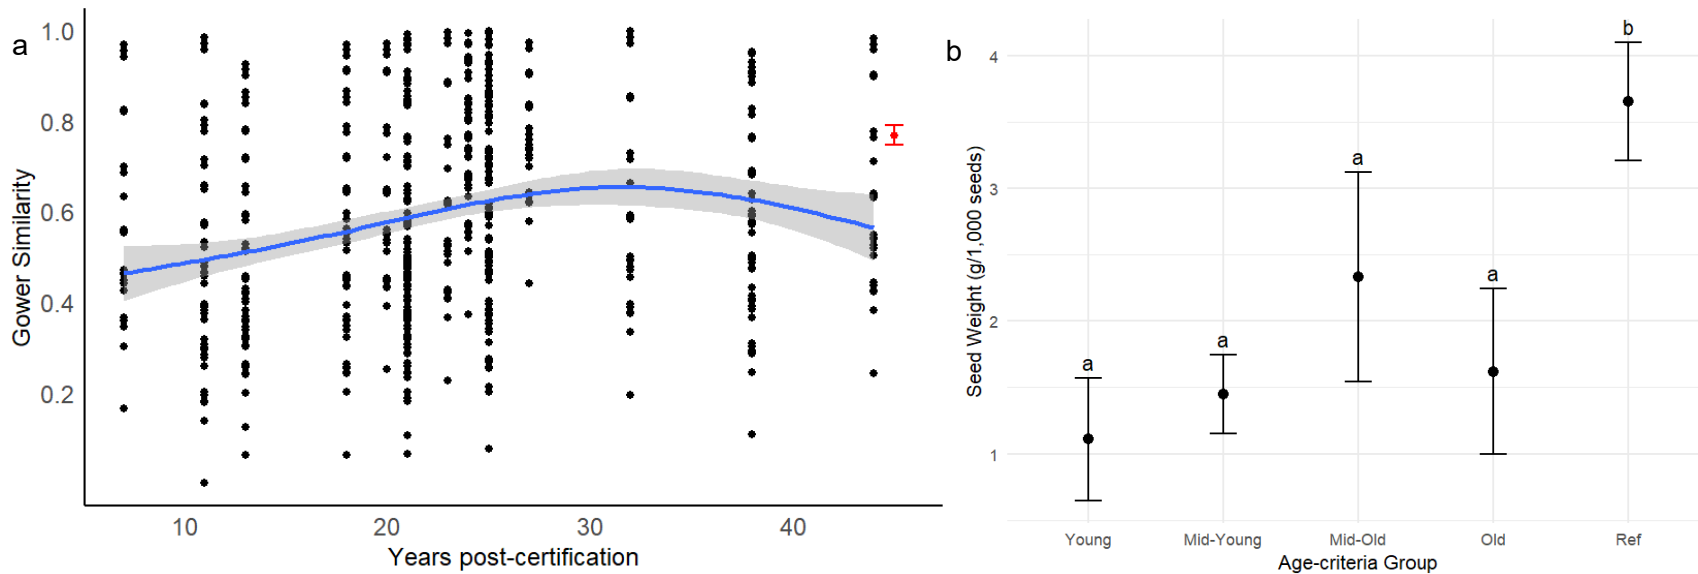 a
Gower Similarity
1.0
0.8
0.6
0.4
0.2
10
20
30
40
Years post-certification
b
Seed Weight (g/1,000 seeds)
4
3
2
1
a
a
a
a
b
Young
Mid-Young
Mid-Old
Old
Ref
Age-criteria Group